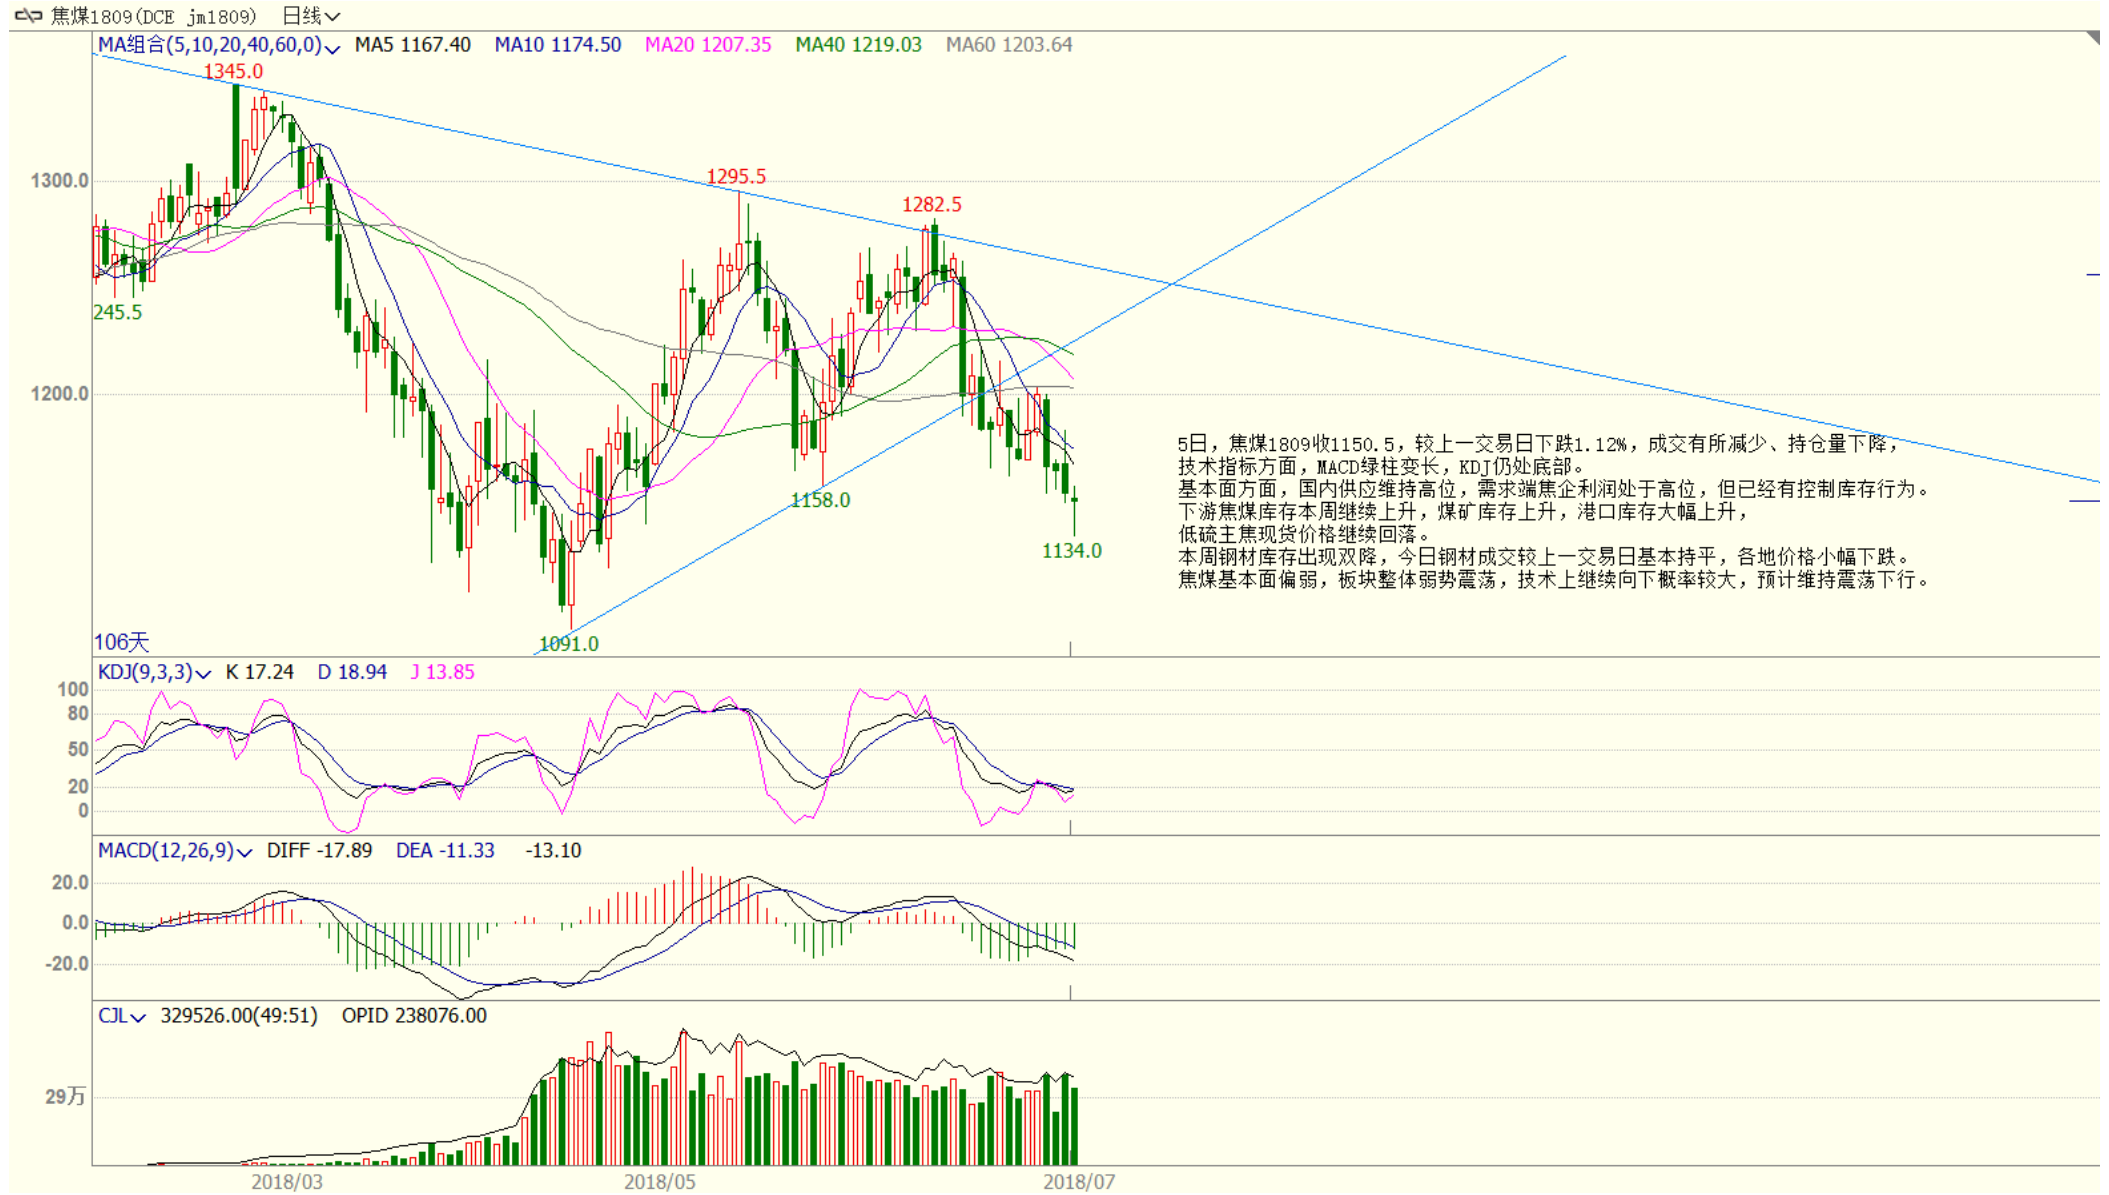 焦煤1809(DCE jm1809) 日线
MA组合(5,10,20,40,60,0) MA5 1167.40 MA10 1174.50 MA20 1207.35 MA40 1219.03 MA60 1203.64
1345.0
1300.0
1295.5
1282.5
245.5
1200.0
5日，焦煤1809收1150.5，较上一交易日下跌1.12%，成交有所减少、持仓量下降，
技术指标方面，MACD绿柱变长，KDJ仍处底部。
基本面方面，国内供应维持高位，需求端焦企利润处于高位，但已经有控制库存行为。
1158.0
下游焦煤库存本周继续上升，煤矿库存上升，港口库存大幅上升，
低硫主焦现货价格继续回落。
1134.0
本周钢材库存出现双降，今日钢材成交较上一交易日基本持平，各地价格小幅下跌。
焦煤基本面偏弱，板块整体弱势震荡，技术上继续向下概率较大，预计维持震荡下行。
106天
1091.0
KDJ(9,3,3) K 17.24 D 18.94 J 13.85
100
80
50
20
0
MACD(12,26,9) DIFF -17.89 DEA -11.33 -13.10
20.0
0.0
-20.0
CJL 329526.00(49:51) OPID 238076.00
29万
2018/03 2018/05 2018/07